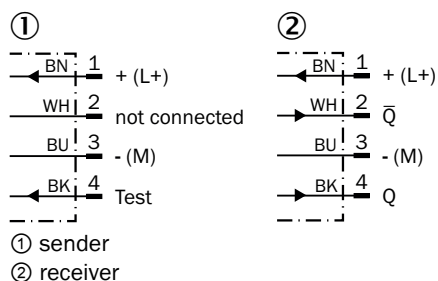 ① ②
BN 1 + (L+)
WH 2 not connected
BU 3 - (M)
BK 4 Test
BN 1 + (L+)
WH 2 Q̅
BU 3 - (M)
BK 4 Q
① sender
② receiver